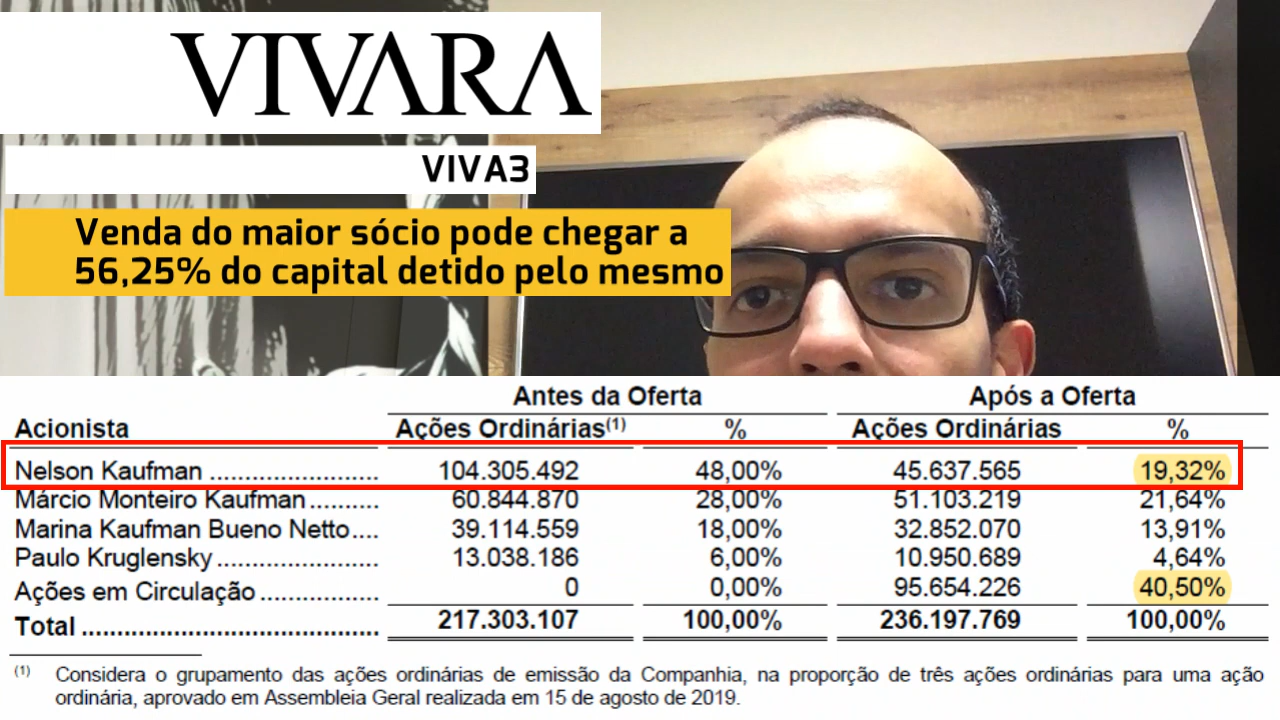 VIVARA
VIVA3
Venda do maior sócio pode chegar a
56,25% do capital detido pelo mesmo
Antes da Oferta Após a Oferta
Acionista Ações Ordinárias(1) % Ações Ordinárias %
Nelson Kaufman ........................ 104.305.492 48,00% 45.637.565 19,32%
Márcio Monteiro Kaufman.......... 60.844.870 28,00% 51.103.219 21,64%
Marina Kaufman Bueno Netto.... 39.114.559 18,00% 32.852.070 13,91%
Paulo Kruglensky....................... 13.038.186 6,00% 10.950.689 4,64%
Ações em Circulação ................. 0 0,00% 95.654.226 40,50%
Total .......................................... 217.303.107 100,00% 236.197.769 100,00%
(1) Considera o grupamento das ações ordinárias de emissão da Companhia, na proporção de três ações ordinárias para uma ação
ordinária, aprovado em Assembleia Geral realizada em 15 de agosto de 2019.